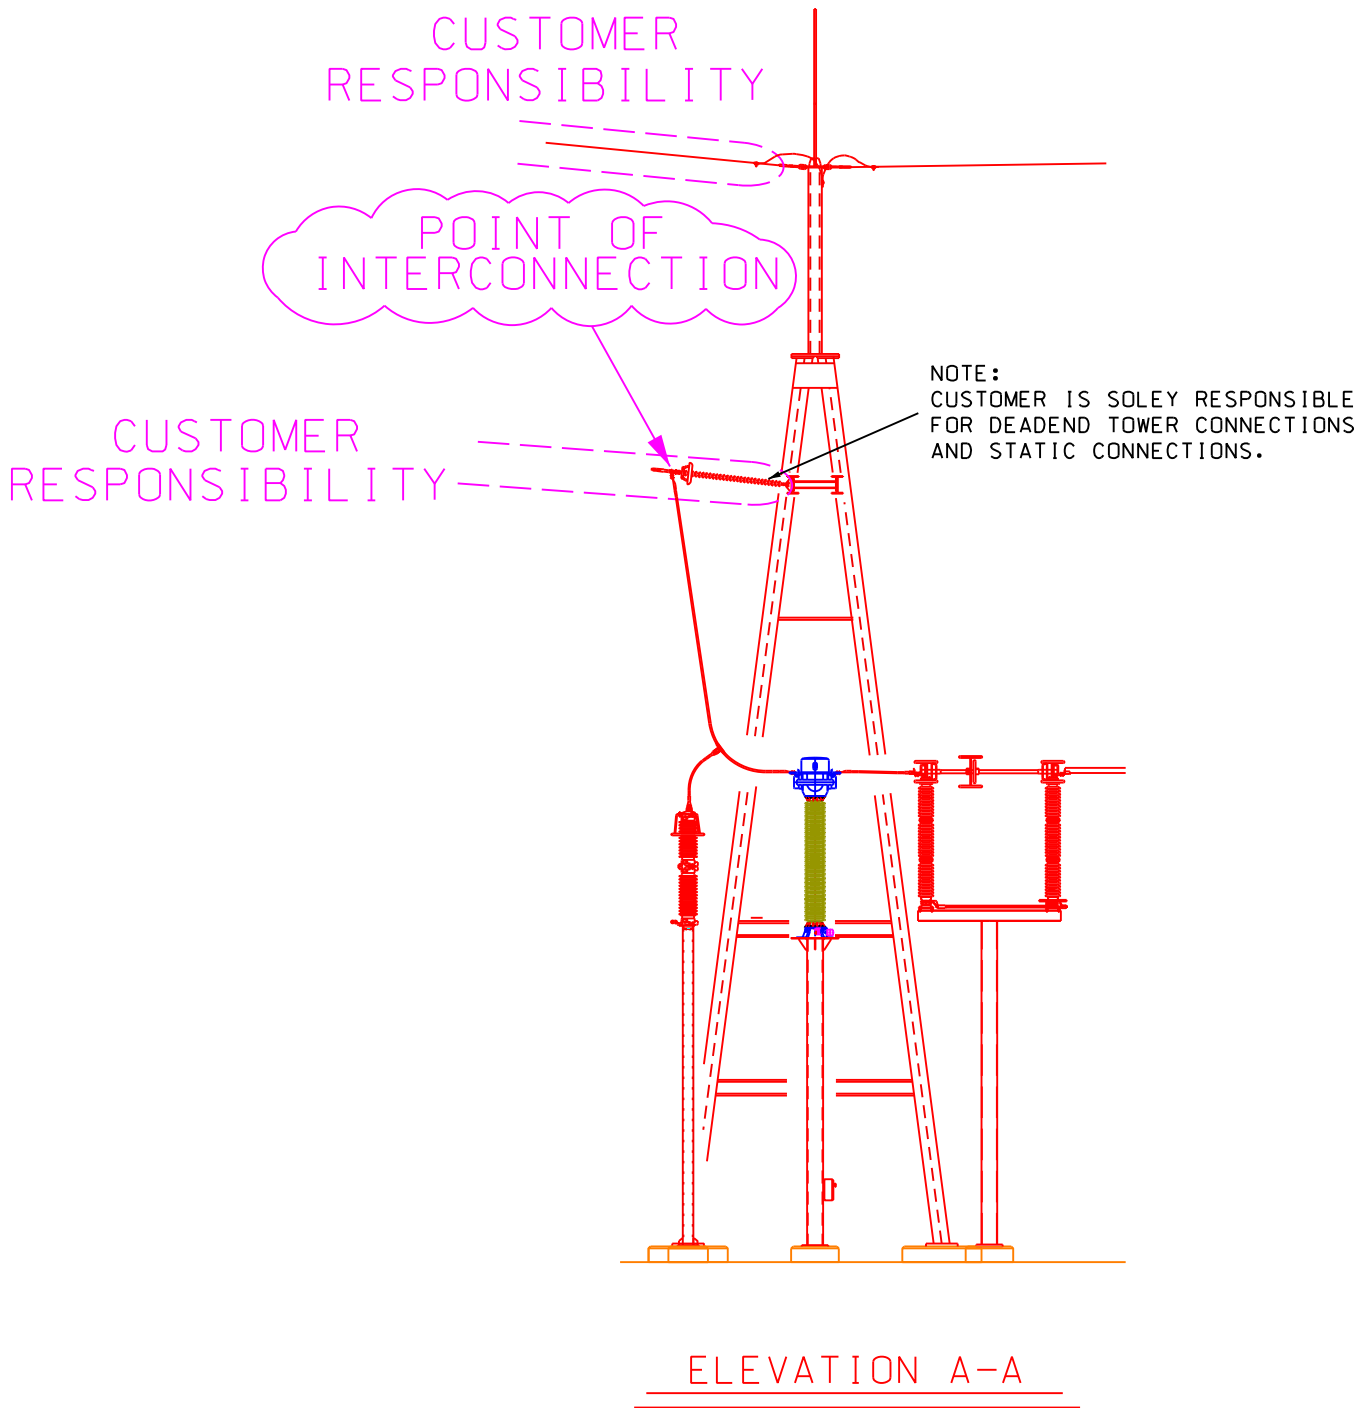 CUSTOMER
RESPONSIBILITY
POINT OF
INTERCONNECTION
NOTE:
CUSTOMER IS SOLEY RESPONSIBLE
FOR DEADEND TOWER CONNECTIONS
AND STATIC CONNECTIONS.
CUSTOMER
RESPONSIBILITY
ELEVATION A-A